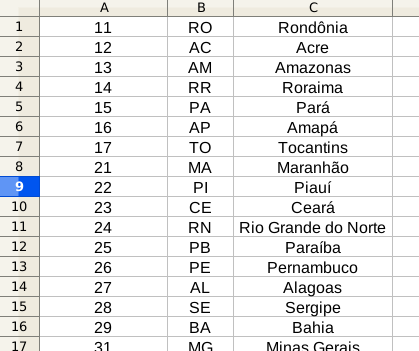 A B C
1 11 RO Rondônia
2 12 AC Acre
3 13 AM Amazonas
4 14 RR Roraima
5 15 PA Pará
6 16 AP Amapá
7 17 TO Tocantins
8 21 MA Maranhão
9 22 PI Piauí
10 23 CE Ceará
11 24 RN Rio Grande do Norte
12 25 PB Paraíba
13 26 PE Pernambuco
14 27 AL Alagoas
15 28 SE Sergipe
16 29 BA Bahia
17 31 MG Minas Gerais